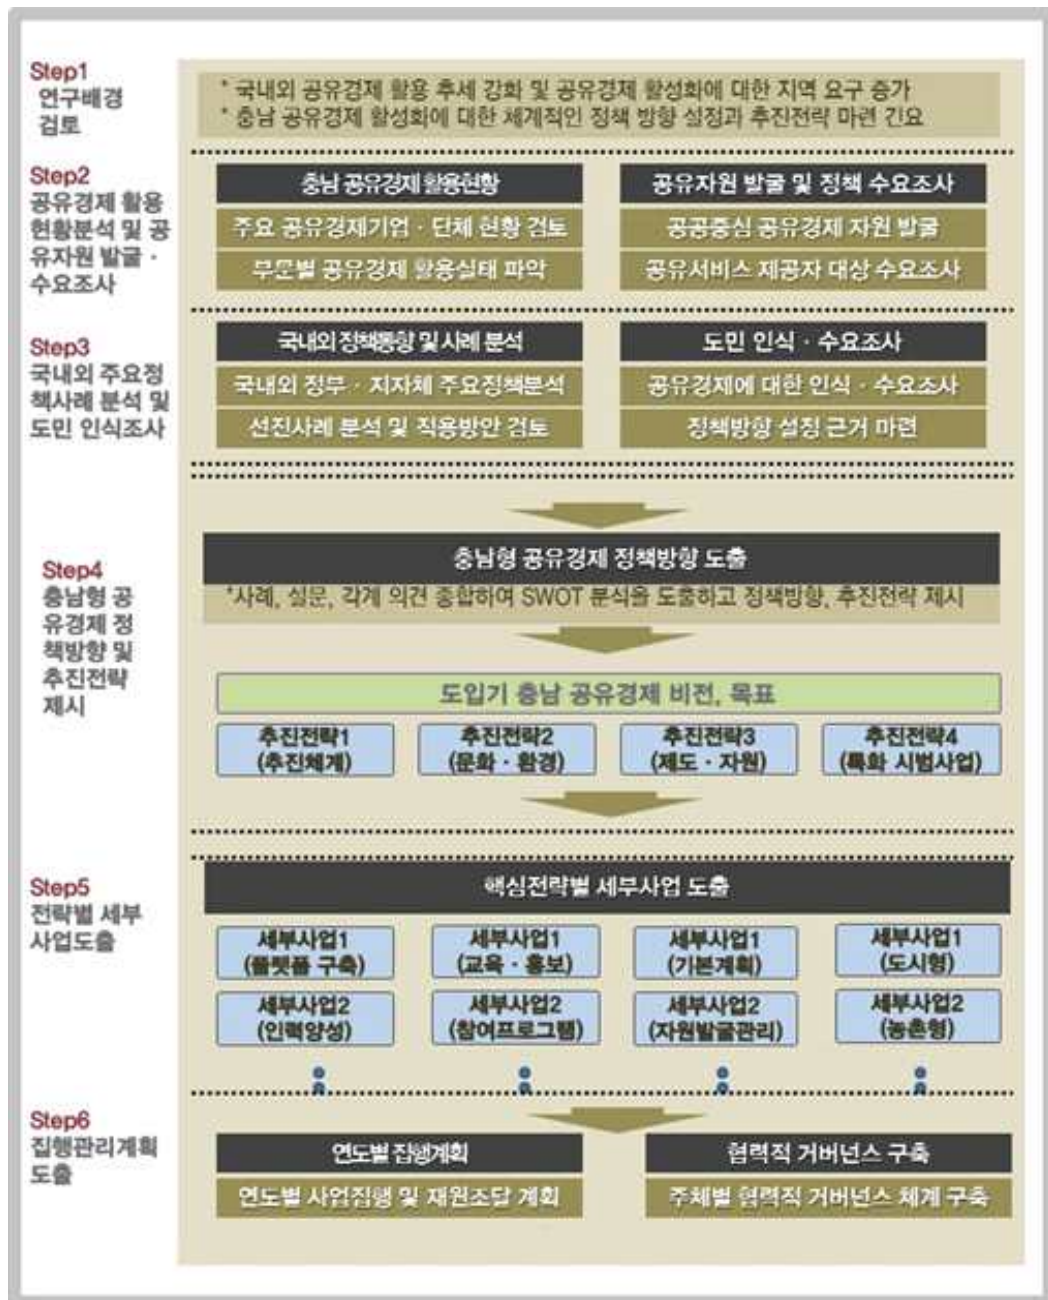 Step1
연구배경
검토
* 국내외 공유경제 활용 추세 강화 및 공유경제 활성화에 대한 지역 요구 증가
* 충남 공유경제 활성화에 대한 체계적인 정책 방향 설정과 추진전략 마련 긴요
Step2
공유경제 활용
현황분석 및 공
유자원 발굴 ·
수요조사
충남 공유경제 활용현황
공유자원 발굴 및 정책 수요조사
주요 공유경제기업 · 단체 현황 검토
공공중심 공유경제 자원 발굴
부문별 공유경제 활용실태 파악
공유서비스 제공자 대상 수요조사
Step3
국내외 주요정
책사례 분석 및
도민 인식조사
국내외 정책동향 및 사례 분석
도민 인식 · 수요조사
국내외 정부 · 지자체 주요정책분석
공유경제에 대한 인식 · 수요조사
선진사례 분석 및 적용방안 검토
정책방향 설정 근거 마련
Step4
충남형 공
유경제 정
책방향 및
추진전략
제시
충남형 공유경제 정책방향 도출
*사례, 설문, 각계 의견 종합하여 SWOT 분석을 도출하고 정책방향, 추진전략 제시
도입기 충남 공유경제 비전, 목표
추진전략1
(추진체계)
추진전략2
(문화 · 환경)
추진전략3
(제도 · 자원)
추진전략4
(특화 시범사업)
Step5
전략별 세부
사업도출
핵심전략별 세부사업 도출
세부사업1
(플랫폼 구축)
세부사업1
(교육 · 홍보)
세부사업1
(기본계획)
세부사업1
(도시형)
세부사업2
(인력양성)
세부사업2
(참여프로그램)
세부사업2
(자원발굴관리)
세부사업2
(농촌형)
Step6
집행관리계획
도출
연도별 집행계획
협력적 거버넌스 구축
연도별 사업집행 및 재원조달 계획
주체별 협력적 거버넌스 체계 구축